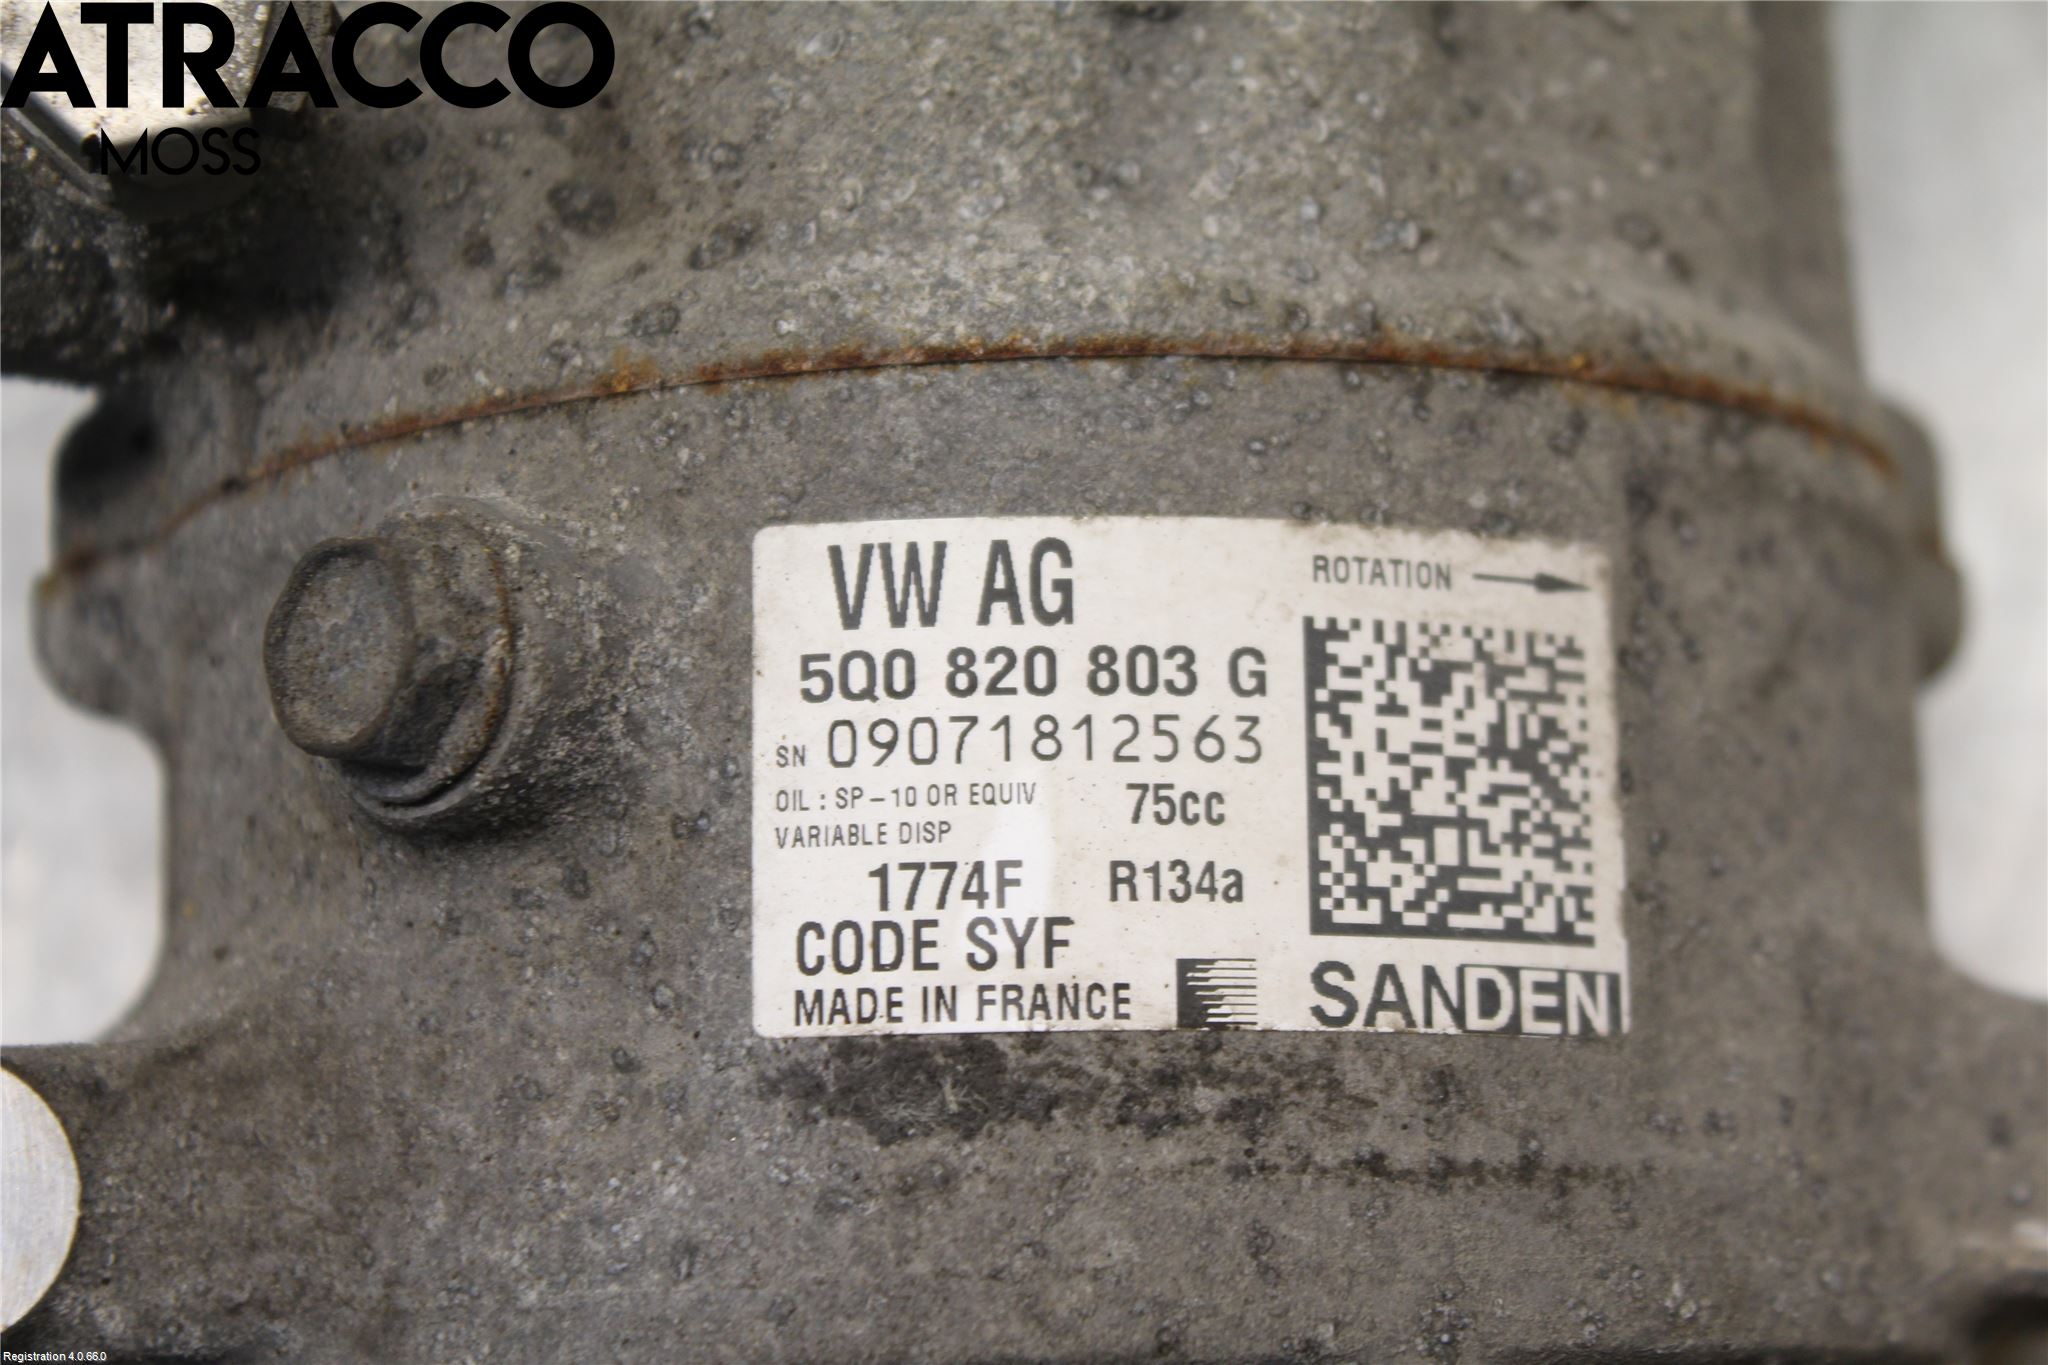 ATRACCO
MOSS
VW AG
ROTATION
5Q0 820 803 G
SN 09071812563
OIL : SP-10 OR EQUIV 75cc
VARIABLE DISP
1774F R134a
CODE SYF
MADE IN FRANCE
SANDEN
Registration 4.0.66.0